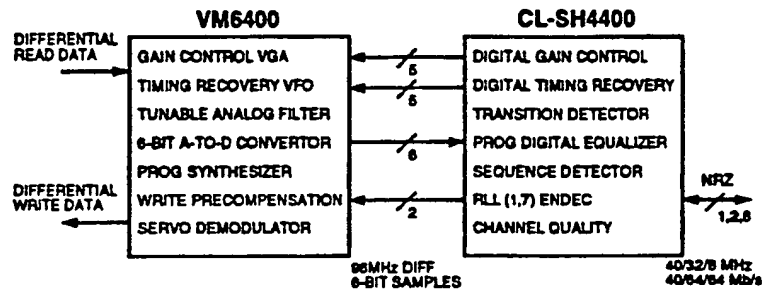 VM6400
CL-SH4400
DIFFERENTIAL
READ DATA
GAIN CONTROL VGA
TIMING RECOVERY VFO
TUNABLE ANALOG FILTER
6-BIT A-TO-D CONVERTOR
PROG SYNTHESIZER
WRITE PRECOMPENSATION
SERVO DEMODULATOR
DIFFERENTIAL
WRITE DATA
5
5
6
2
96MHz DIFF
6-BIT SAMPLES
DIGITAL GAIN CONTROL
DIGITAL TIMING RECOVERY
TRANSITION DETECTOR
PROG DIGITAL EQUALIZER
SEQUENCE DETECTOR
RLL (1,7) ENDEC
CHANNEL QUALITY
NRZ
1,2,8
40/32/8 MHz
40/64/64 Mb/s